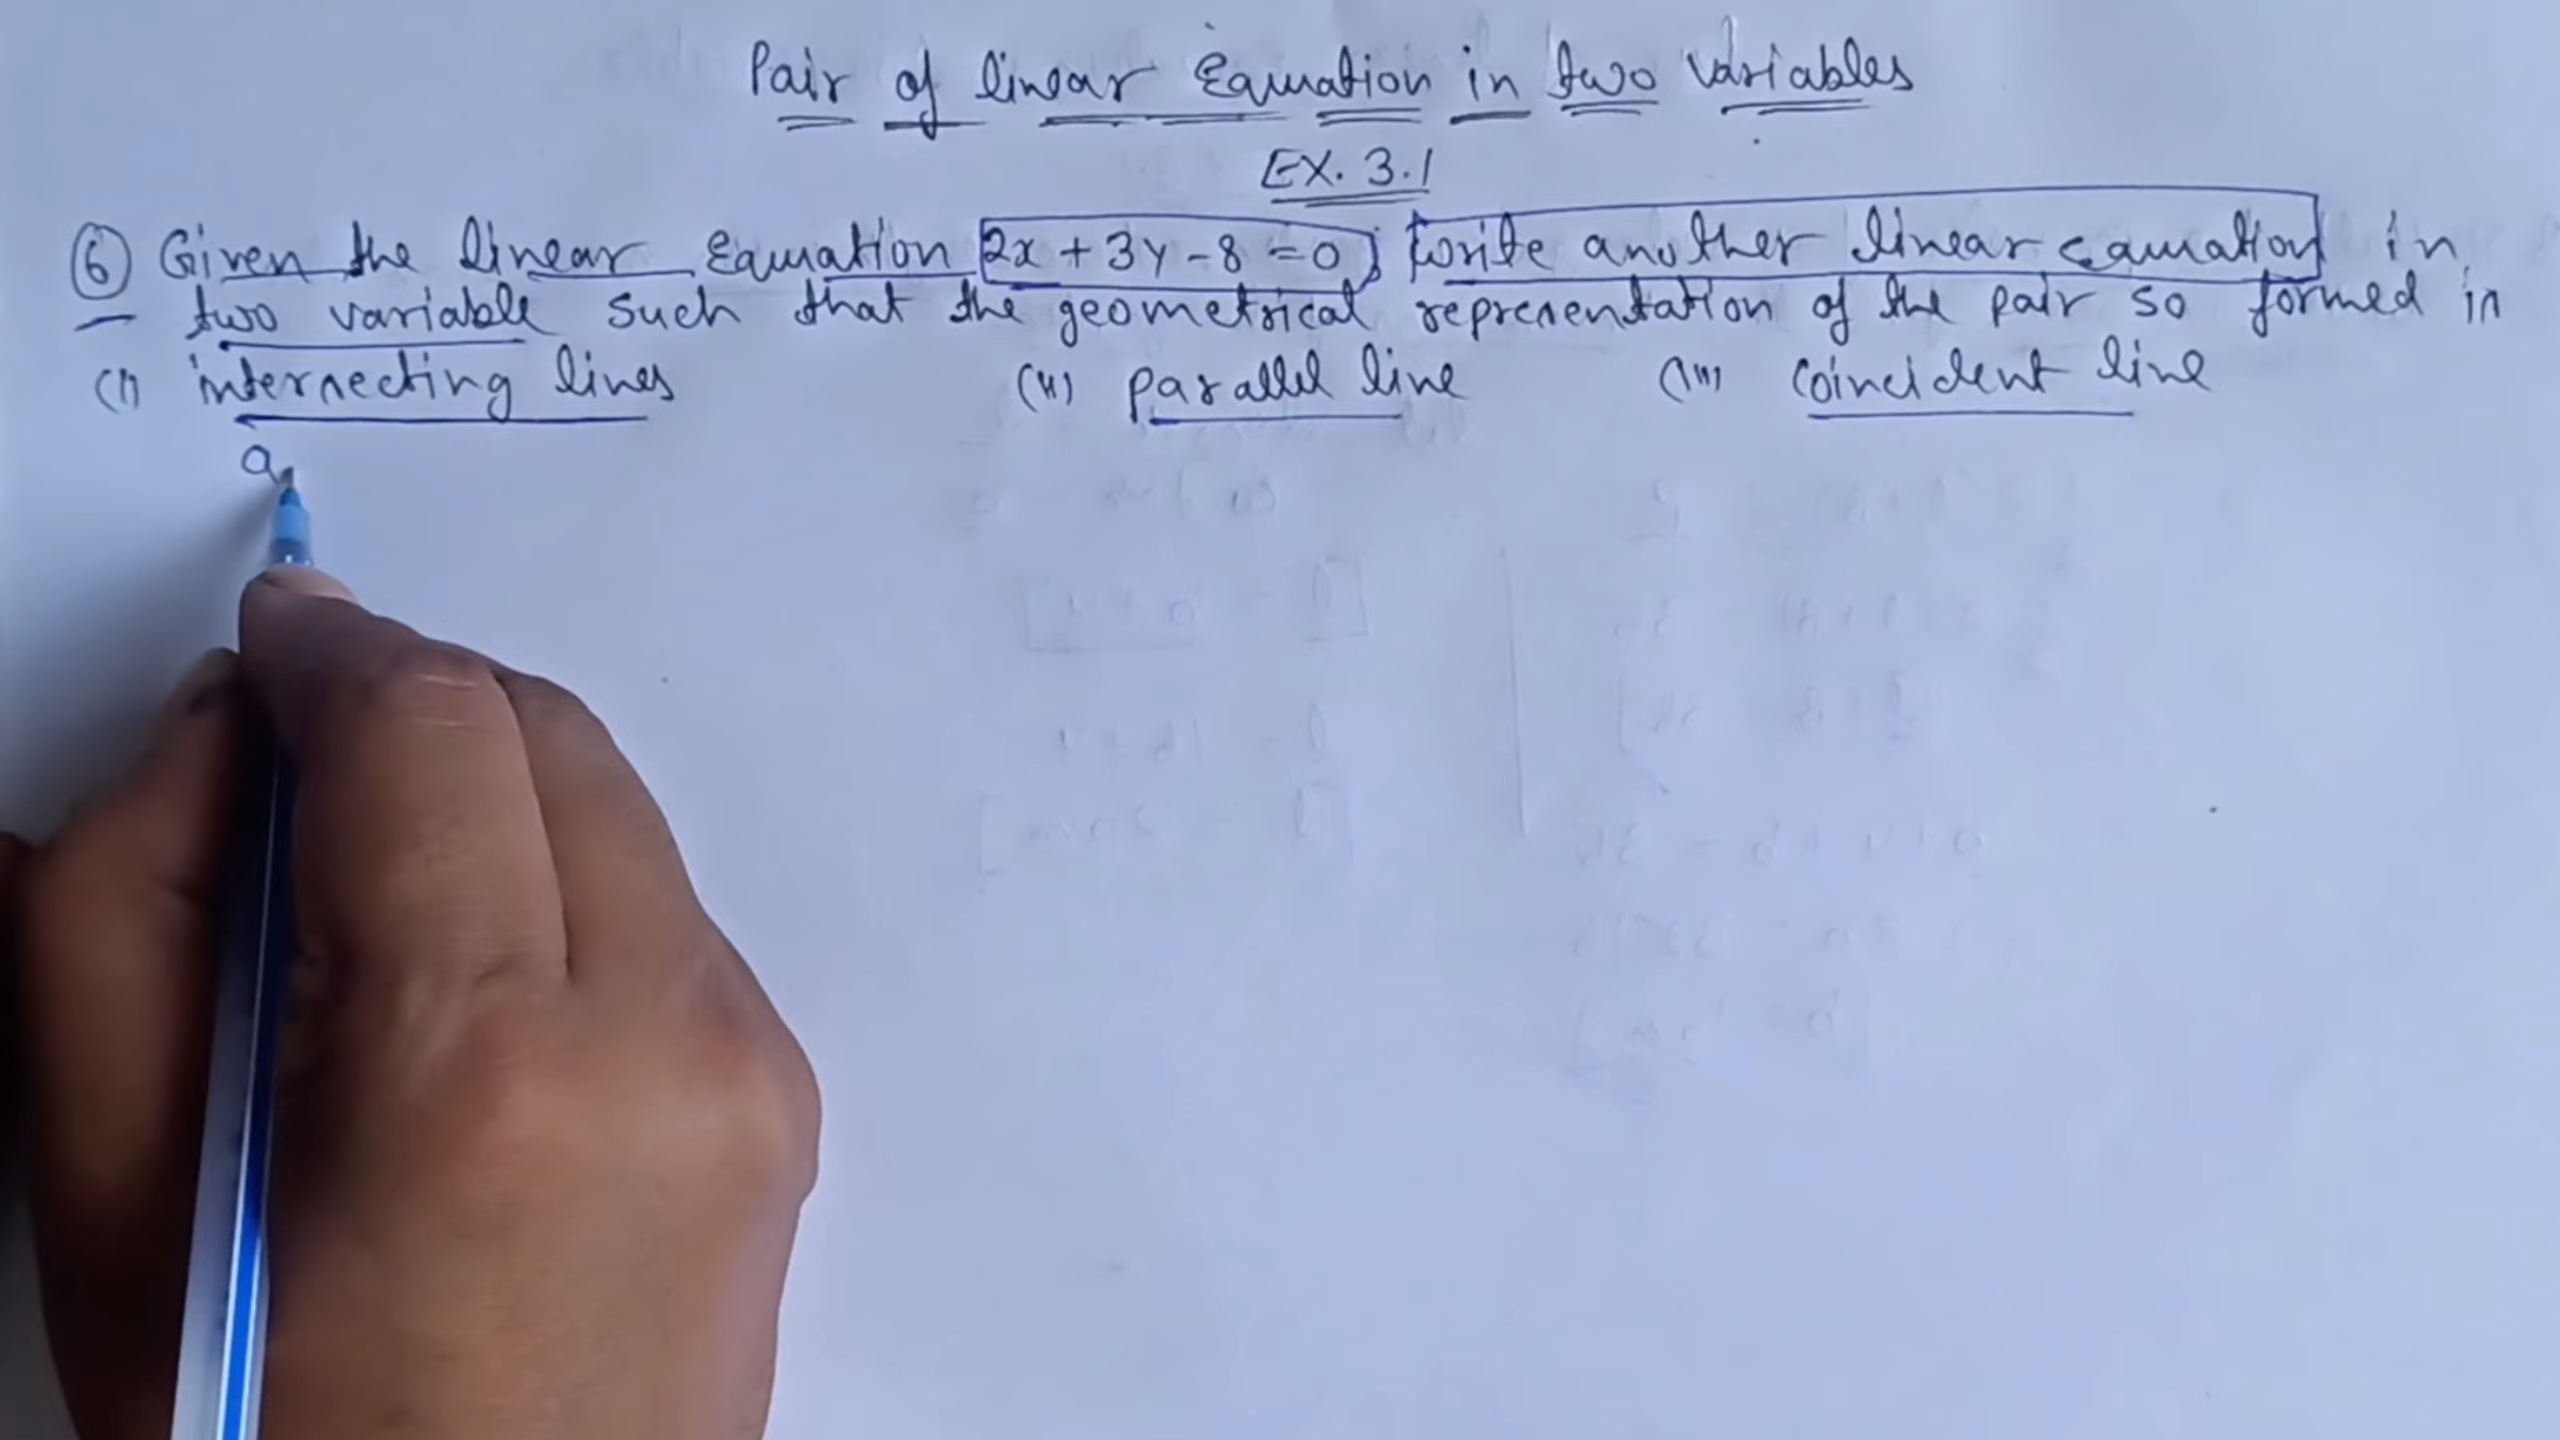 Pair of linear Equation in two variables
EX. 3.1
6 Given the linear Equation 2x + 3y - 8 = 0, write another linear equation in
two variable such that the geometrical representation of the pair so formed in
(i) intersecting lines (ii) parallel line (iii) coincident line
a